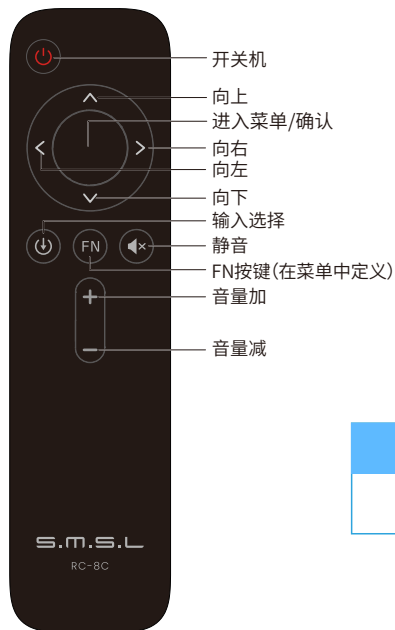 开关机
向上
进入菜单/确认
向右
向左
向下
输入选择
静音
FN
FN按键(在菜单中定义)
音量加
音量减
S.M.S.L
RC-8C